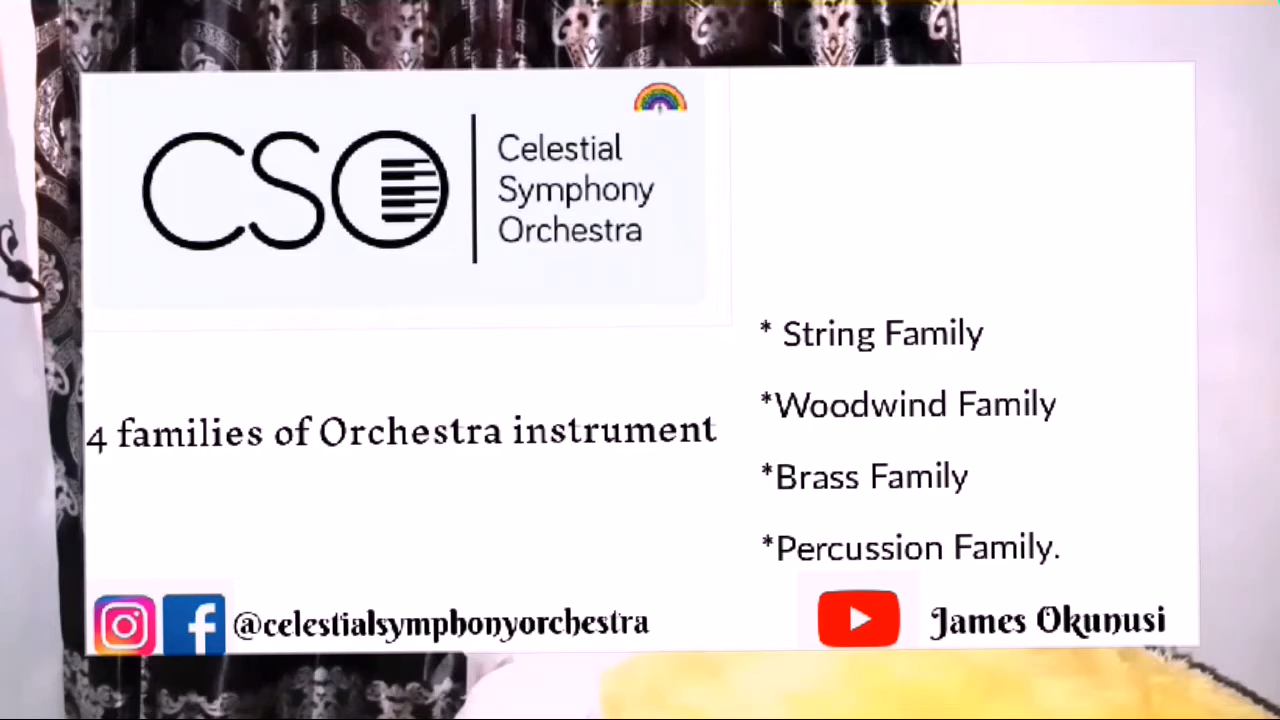 CSO
Celestial
Symphony
Orchestra
4 families of Orchestra instrument
* String Family
*Woodwind Family
*Brass Family
*Percussion Family.
@celestialsymphonyorchestra
James Okunusi